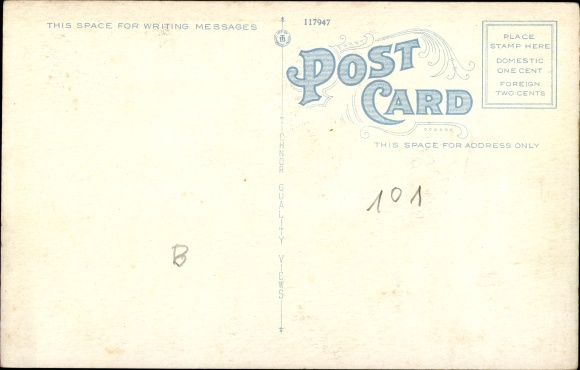 THIS SPACE FOR WRITING MESSAGES
117947
POST CARD
PLACE
STAMP HERE
DOMESTIC
ONE CENT
FOREIGN
TWO CENTS
THIS SPACE FOR ADDRESS ONLY
TICHNOR QUALITY VIEWS
101
B